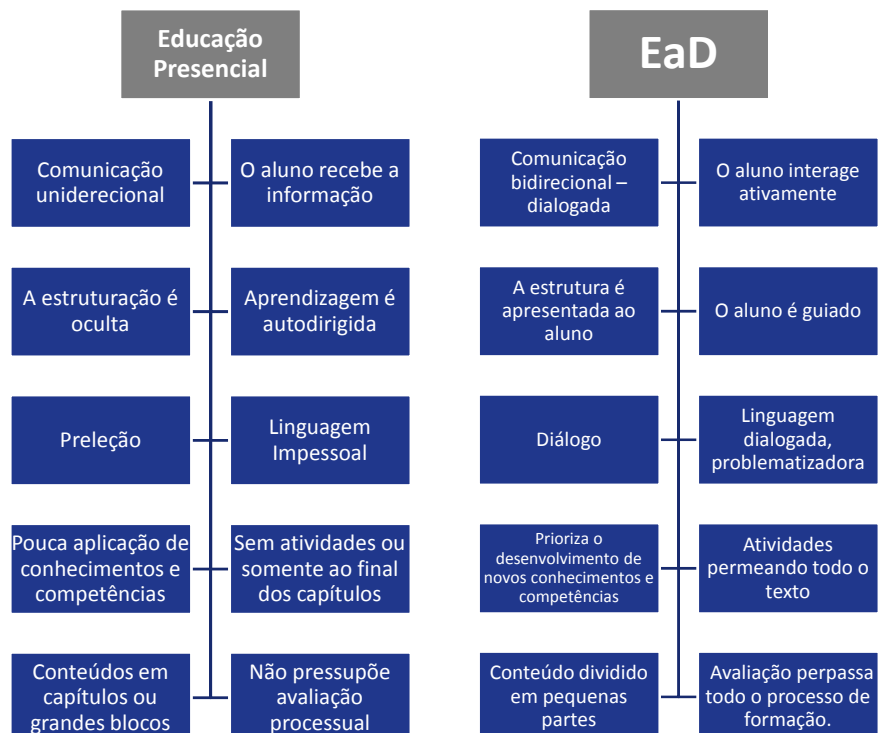 Educação
Presencial
Comunicação
uniderecional
O aluno recebe a
informação
A estruturação é
oculta
Aprendizagem é
autodirigida
Preleção
Linguagem
Impessoal
Pouca aplicação de
conhecimentos e
competências
Sem atividades ou
somente ao final
dos capítulos
Conteúdos em
capítulos ou
grandes blocos
Não pressupõe
avaliação
processual
EaD
Comunicação
bidirecional –
dialogada
O aluno interage
ativamente
A estrutura é
apresentada ao
aluno
O aluno é guiado
Diálogo
Linguagem
dialogada,
problematizadora
Prioriza o
desenvolvimento de
novos conhecimentos e
competências
Atividades
permeando todo o
texto
Conteúdo dividido
em pequenas
partes
Avaliação perpassa
todo o processo de
formação.